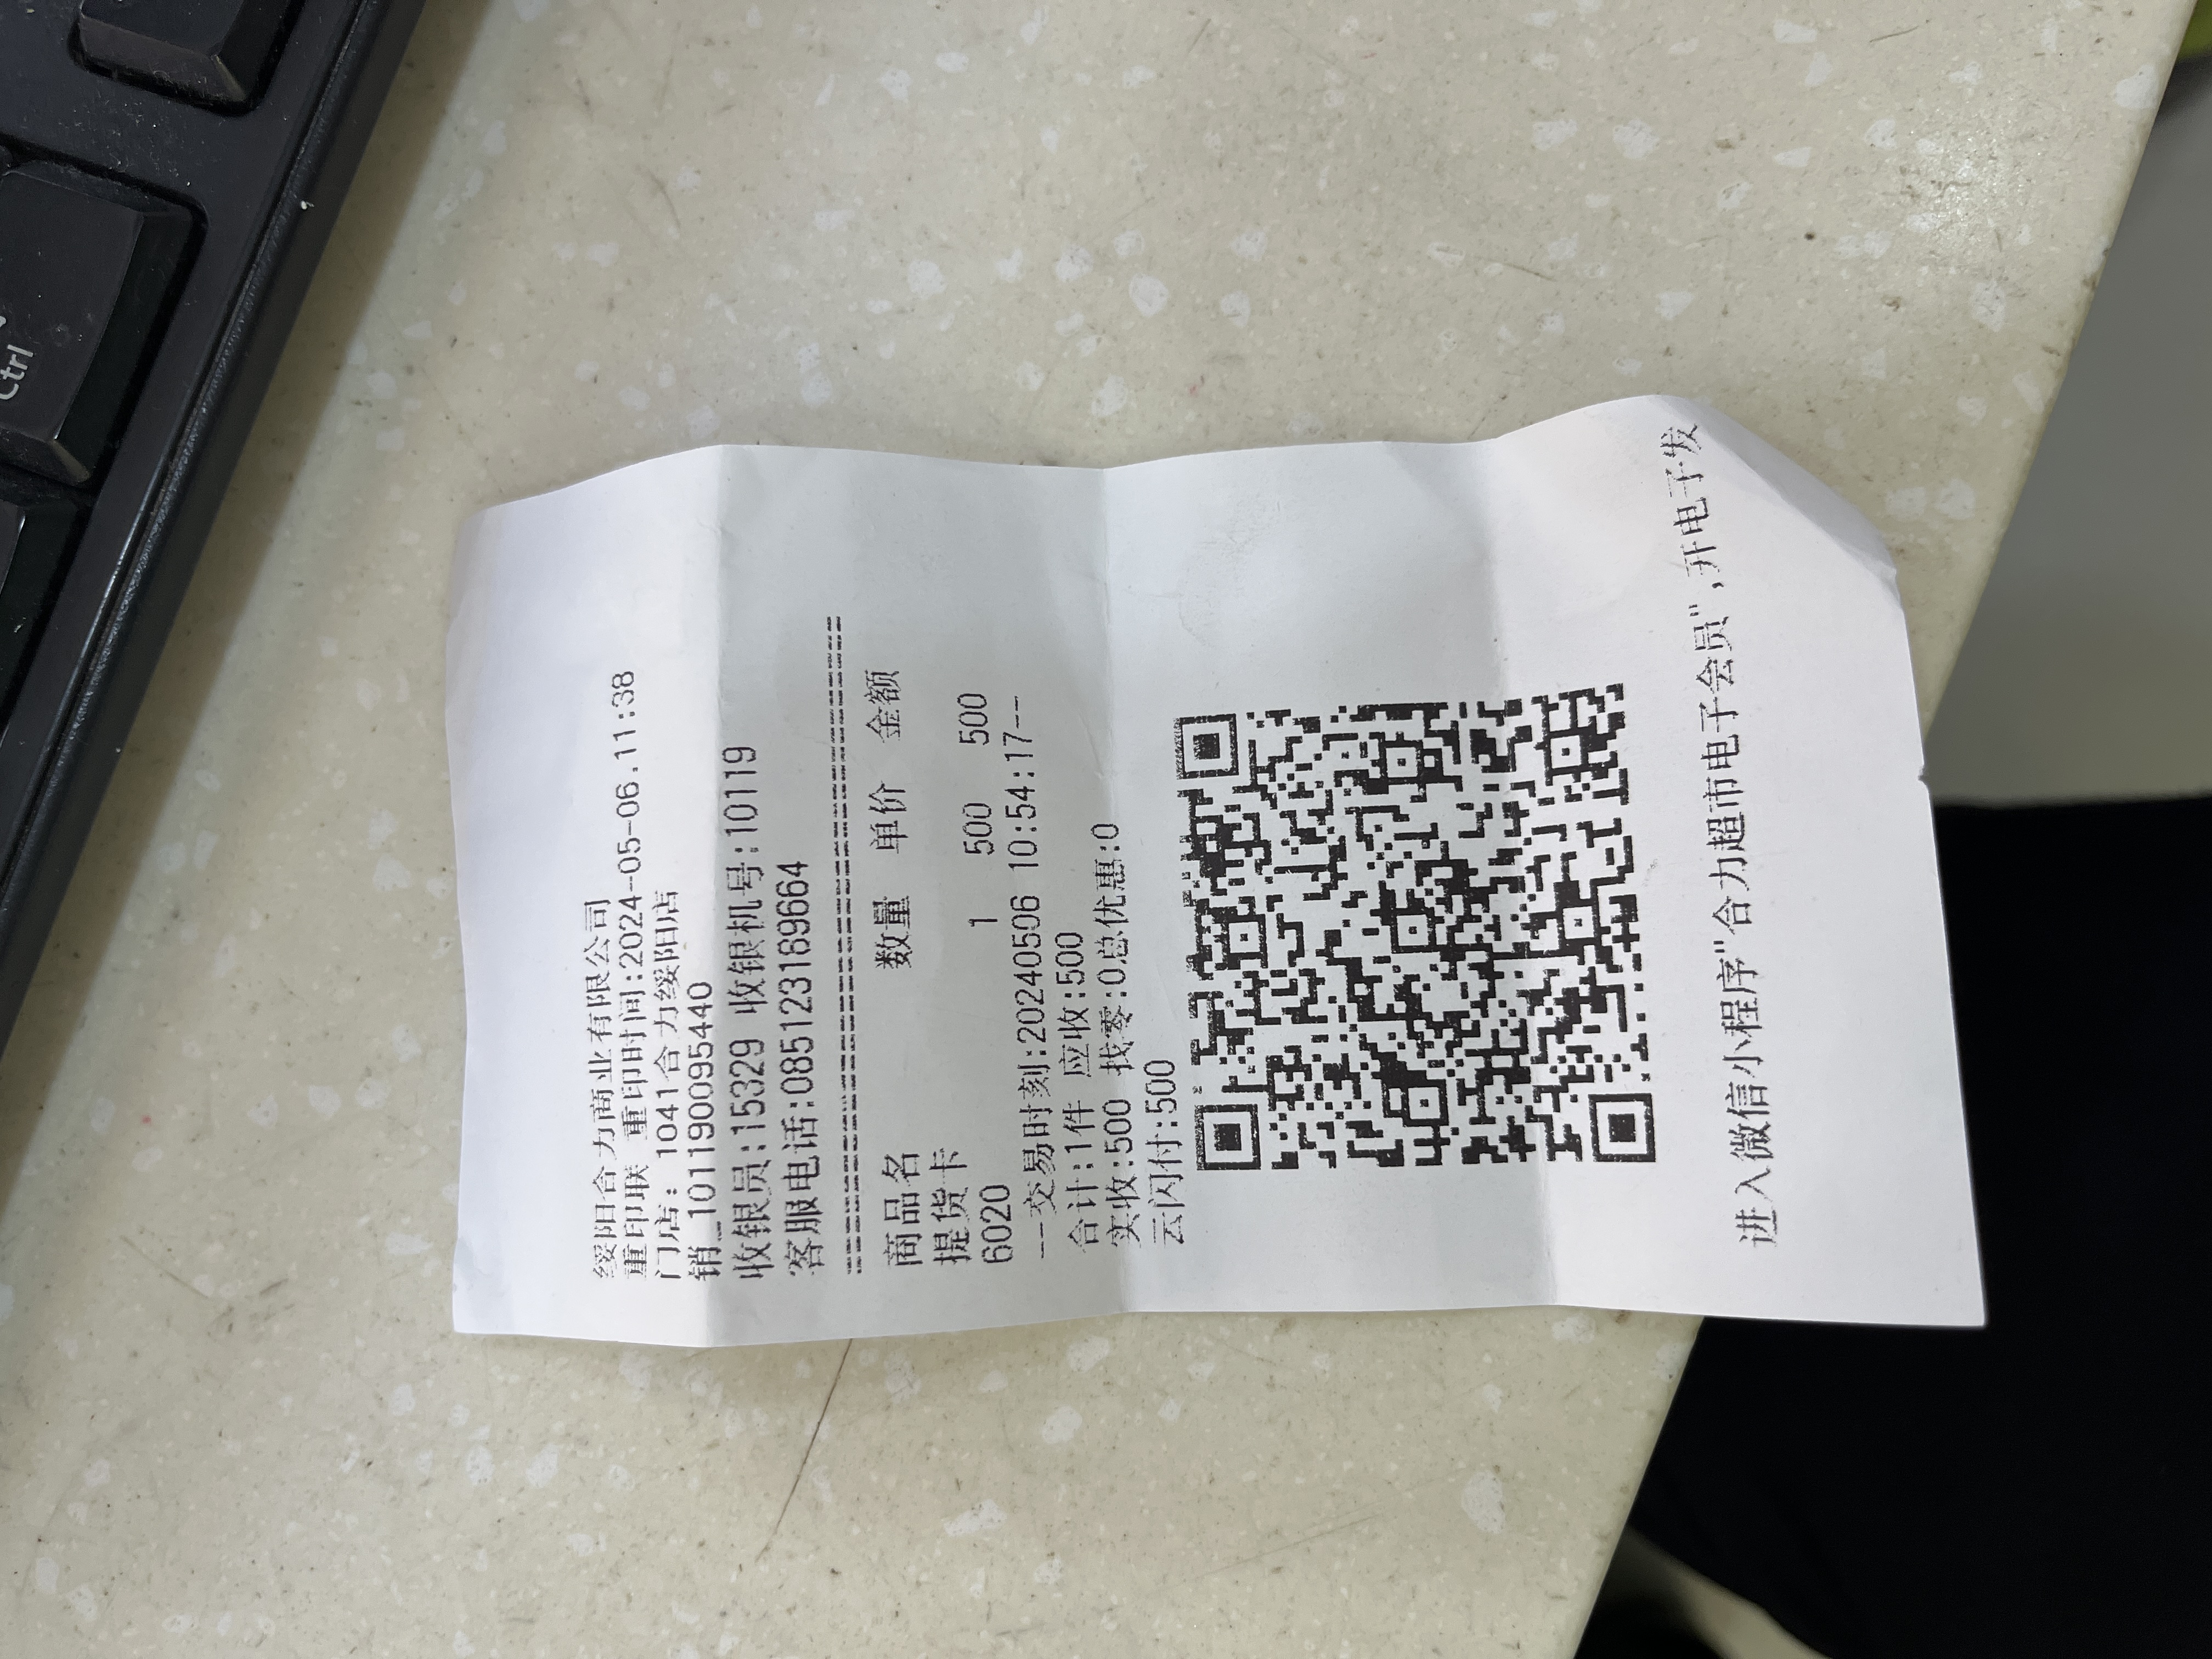 Ctrl
绥阳合力商业有限公司
重印联 重印时间:2024-05-06.11:38
门店: 1041合力绥阳店
销_1011900095440
收银员:15329 收银机号:10119
客服电话:085123189664
商品名 数量 单价 金额
提货卡
6020 1 500 500
--交易时刻:20240506 10:54:17--
合计:1件 应收:500
实收:500 找零:0总优惠:0
云闪付:500
进入微信小程序"合力超市电子会员",开电子发